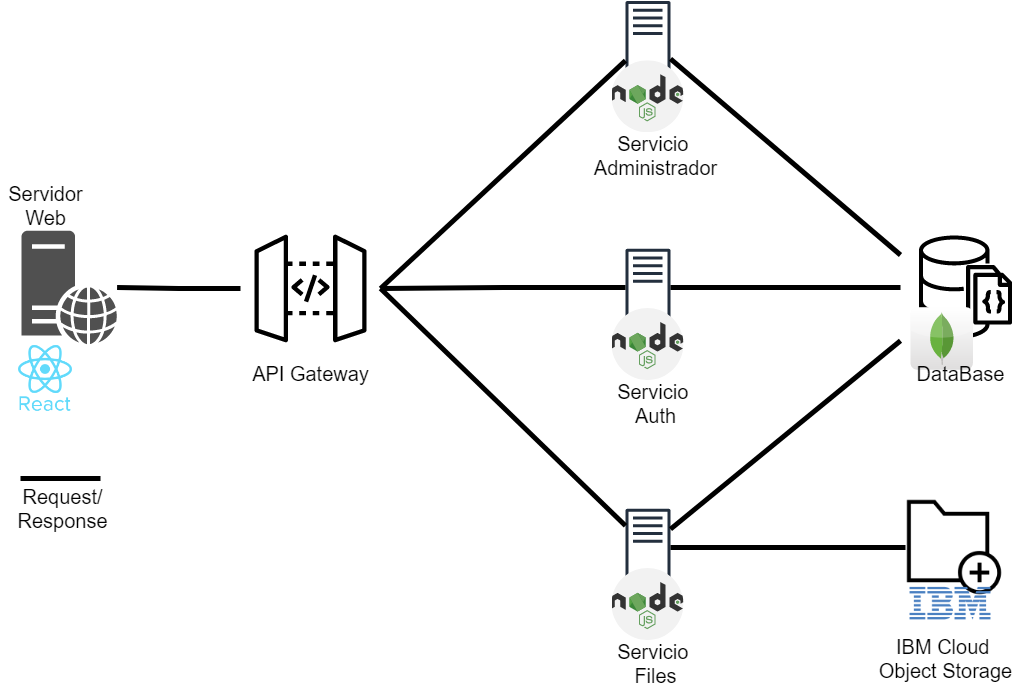 Servicio
Administrador
Servidor
Web
React
Request/
Response
</>
API Gateway
node
JS
node
JS
Servicio
Auth
{}
DataBase
node
JS
Servicio
Files
IBM
IBM Cloud
Object Storage